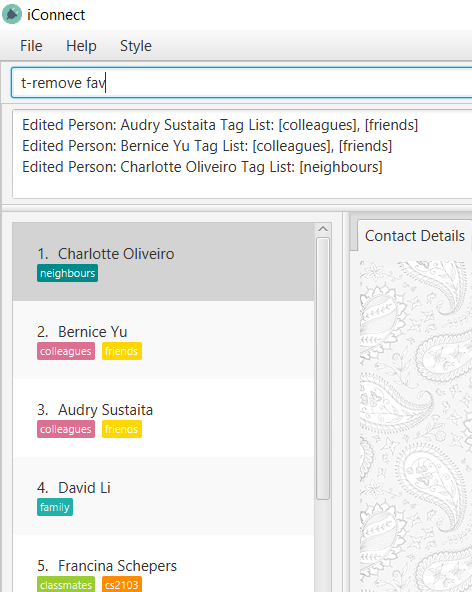 iConnect
File Help Style
t-remove fav
Edited Person: Audry Sustaita Tag List: [colleagues], [friends]
Edited Person: Bernice Yu Tag List: [colleagues], [friends]
Edited Person: Charlotte Oliveiro Tag List: [neighbours]
Contact Details
1. Charlotte Oliveiro
neighbours
2. Bernice Yu
colleagues friends
3. Audry Sustaita
colleagues friends
4. David Li
family
5. Francina Schepers
classmates cs2103